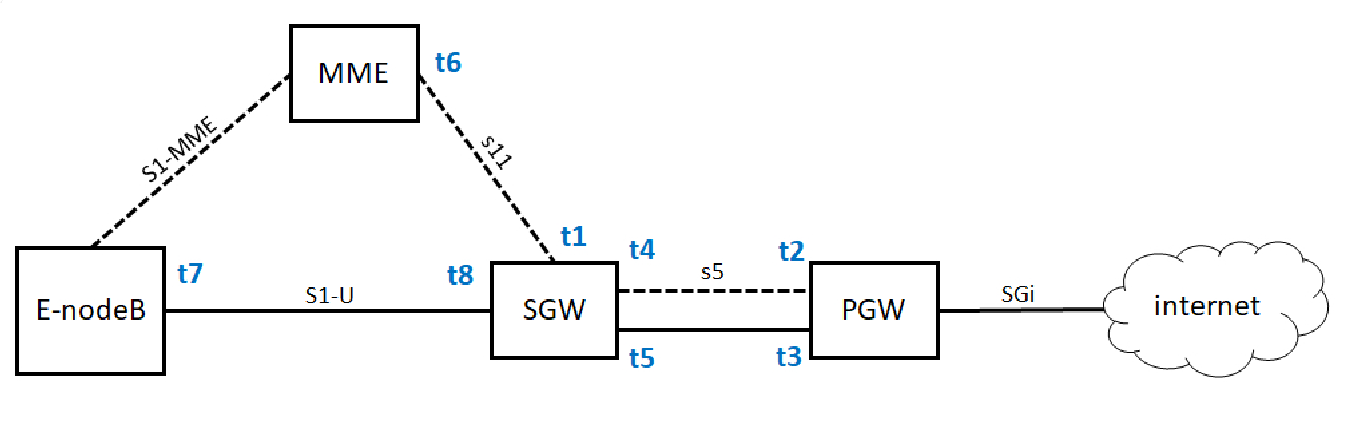 MME
t6
S1-MME
s11
t1
t4
t2
t7
t8
s5
S1-U
SGi
E-nodeB
SGW
PGW
internet
t5
t3